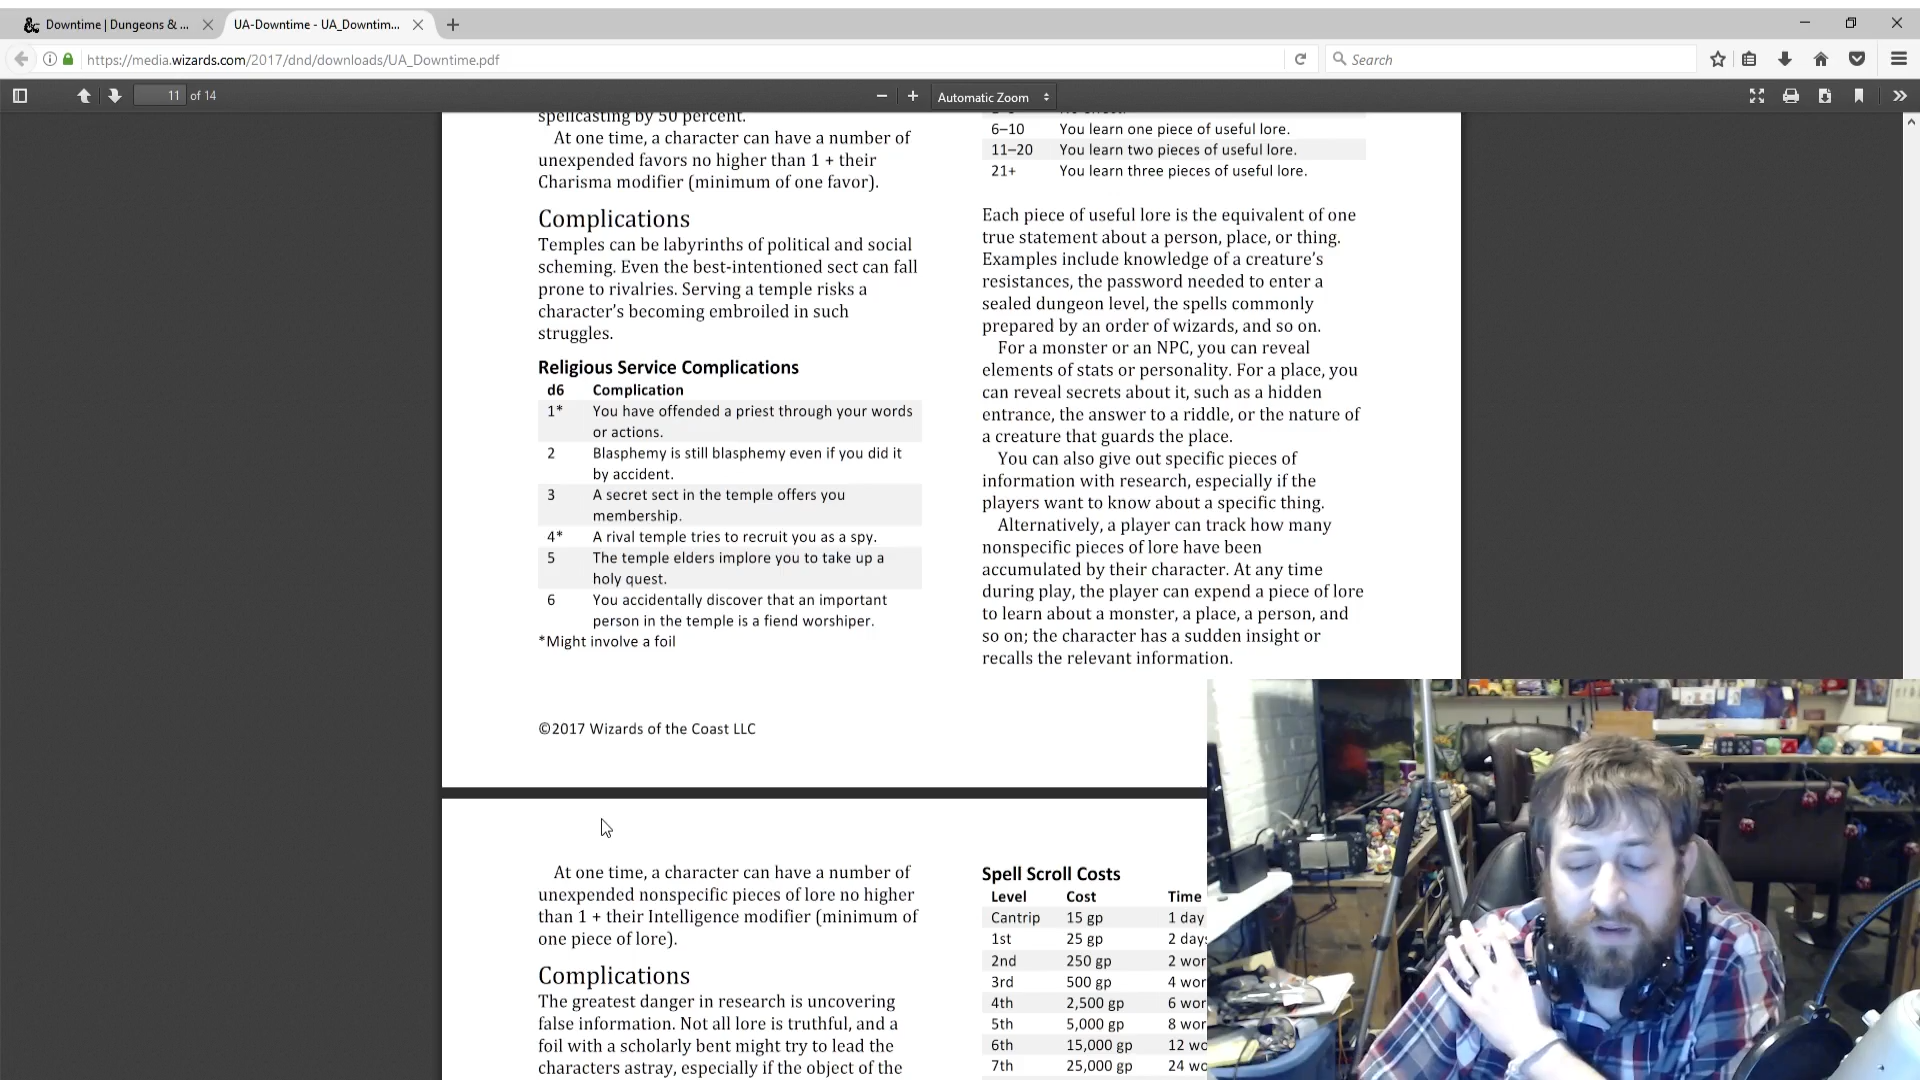 Downtime | Dungeons & ...
UA-Downtime - UA_Downtim...
https://media.wizards.com/2017/dnd/downloads/UA_Downtime.pdf
Search
11 of 14
Automatic Zoom
spellcasting by 50 percent.
At one time, a character can have a number of
unexpended favors no higher than 1 + their
Charisma modifier (minimum of one favor).
Complications
Temples can be labyrinths of political and social
scheming. Even the best-intentioned sect can fall
prone to rivalries. Serving a temple risks a
character’s becoming embroiled in such
struggles.
Religious Service Complications
d6 Complication
1* You have offended a priest through your words
or actions.
2 Blasphemy is still blasphemy even if you did it
by accident.
3 A secret sect in the temple offers you
membership.
4* A rival temple tries to recruit you as a spy.
5 The temple elders implore you to take up a
holy quest.
6 You accidentally discover that an important
person in the temple is a fiend worshiper.
*Might involve a foil
©2017 Wizards of the Coast LLC
6–10 You learn one piece of useful lore.
11–20 You learn two pieces of useful lore.
21+ You learn three pieces of useful lore.
Each piece of useful lore is the equivalent of one
true statement about a person, place, or thing.
Examples include knowledge of a creature’s
resistances, the password needed to enter a
sealed dungeon level, the spells commonly
prepared by an order of wizards, and so on.
For a monster or an NPC, you can reveal
elements of stats or personality. For a place, you
can reveal secrets about it, such as a hidden
entrance, the answer to a riddle, or the nature of
a creature that guards the place.
You can also give out specific pieces of
information with research, especially if the
players want to know about a specific thing.
Alternatively, a player can track how many
nonspecific pieces of lore have been
accumulated by their character. At any time
during play, the player can expend a piece of lore
to learn about a monster, a place, a person, and
so on; the character has a sudden insight or
recalls the relevant information.
At one time, a character can have a number of
unexpended nonspecific pieces of lore no higher
than 1 + their Intelligence modifier (minimum of
one piece of lore).
Complications
The greatest danger in research is uncovering
false information. Not all lore is truthful, and a
foil with a scholarly bent might try to lead the
characters astray, especially if the object of the
Spell Scroll Costs
Level Cost Time
Cantrip 15 gp 1 day
1st 25 gp 2 days
2nd 250 gp 2 wor
3rd 500 gp 4 wor
4th 2,500 gp 6 wor
5th 5,000 gp 8 wor
6th 15,000 gp 12 wo
7th 25,000 gp 24 wo